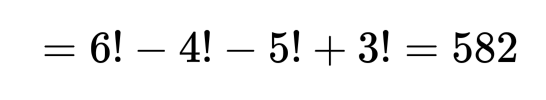 = 6! − 4! − 5! + 3! = 582